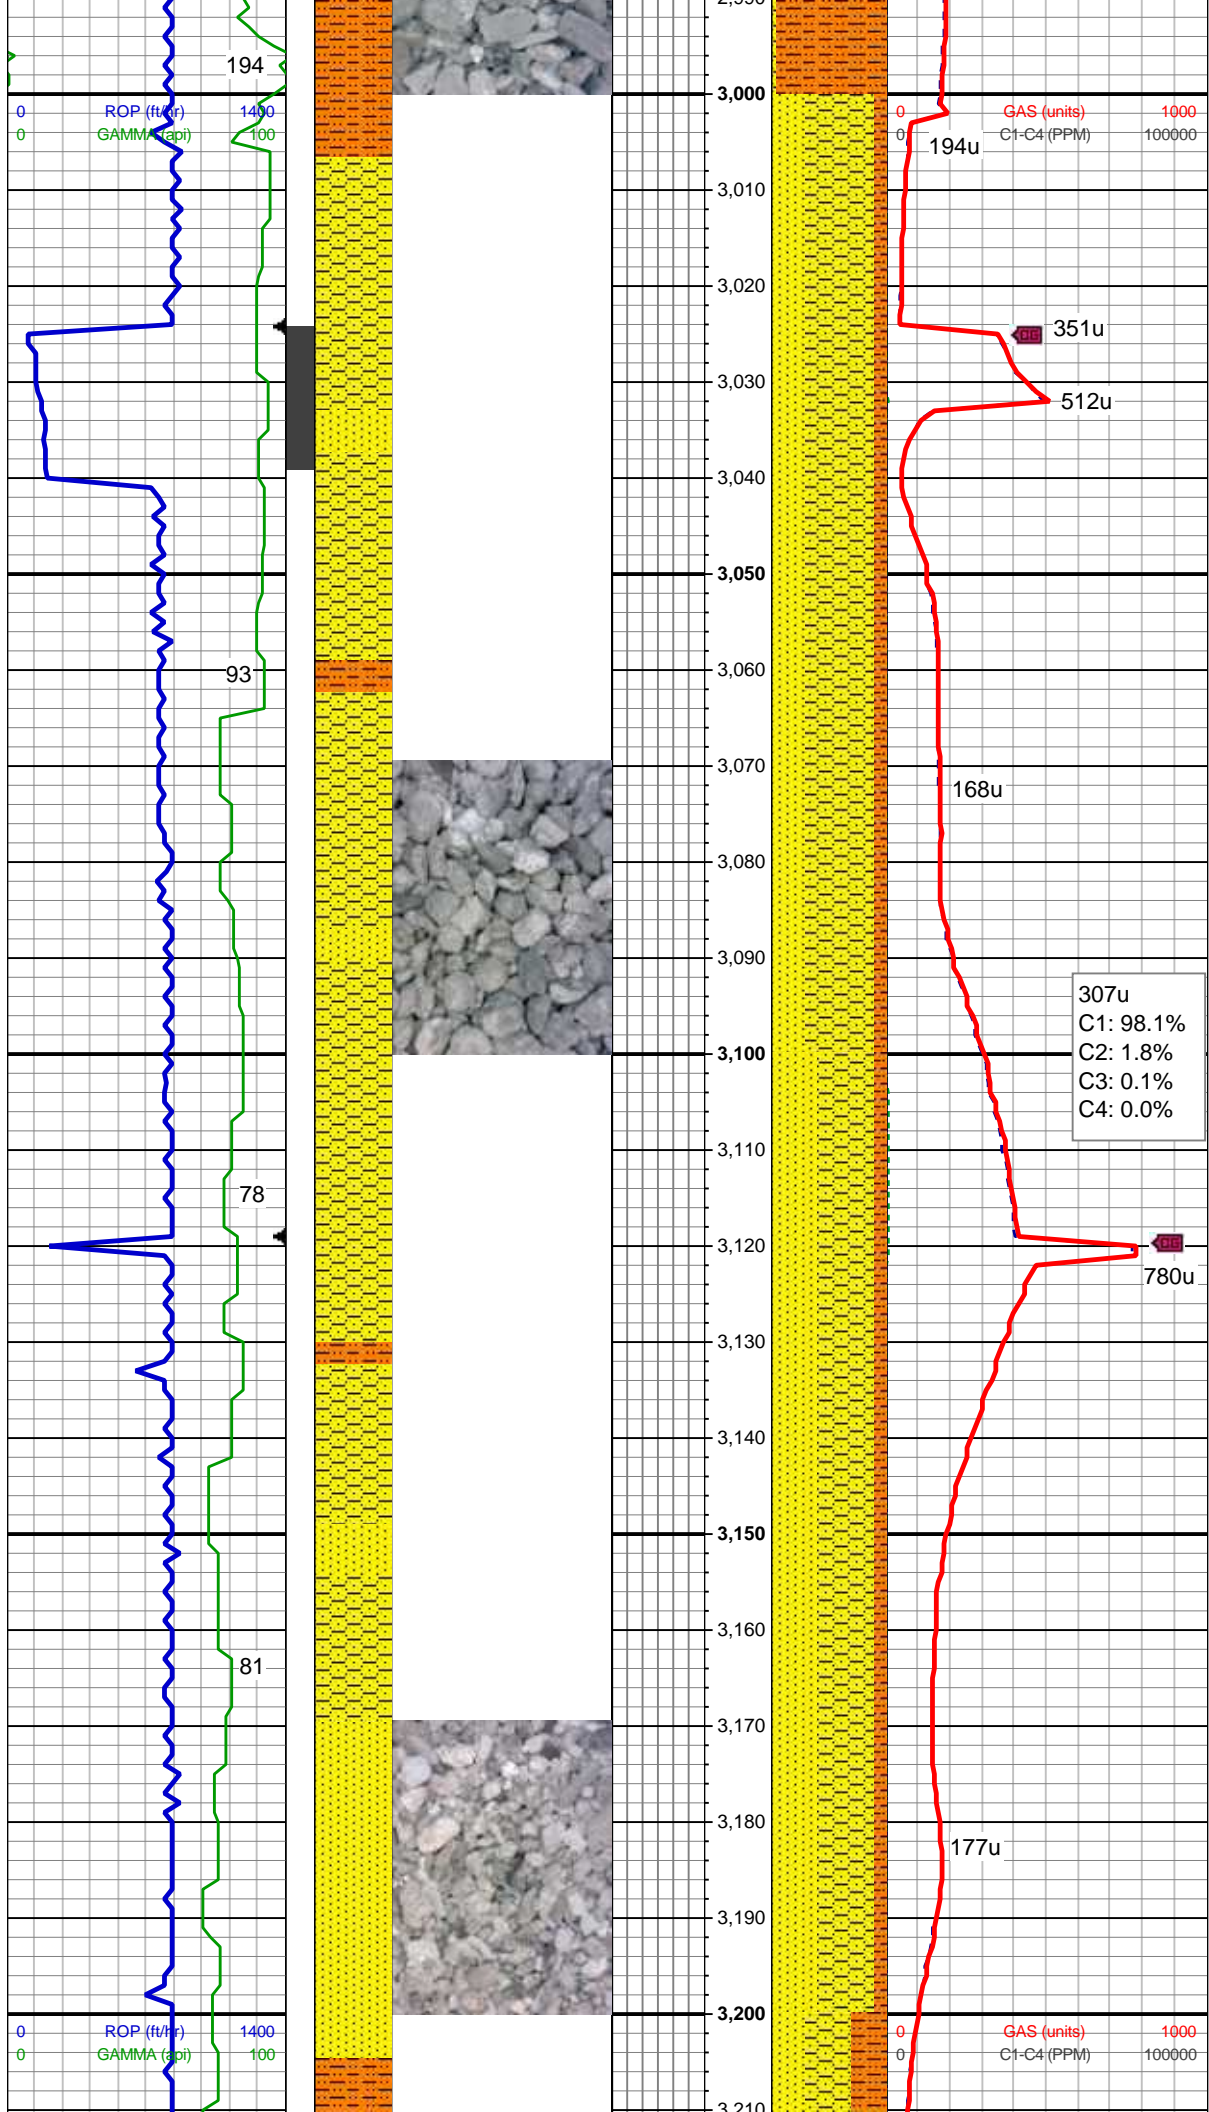 2,990
194
3,000
0 ROP (ft/hr) 1400
0 GAMMA (api) 100
0 GAS (units) 1000
0 C1-C4 (PPM) 100000
194u
3,010
3,020
CG 351u
3,030
512u
3,040
3,050
3,060
93
3,070
168u
3,080
3,090
307u
C1: 98.1%
C2: 1.8%
C3: 0.1%
C4: 0.0%
3,100
3,110
78
3,120
CG
780u
3,130
3,140
3,150
3,160
81
3,170
3,180
177u
3,190
3,200
0 ROP (ft/hr) 1400
0 GAMMA (api) 100
0 GAS (units) 1000
0 C1-C4 (PPM) 100000
3,210